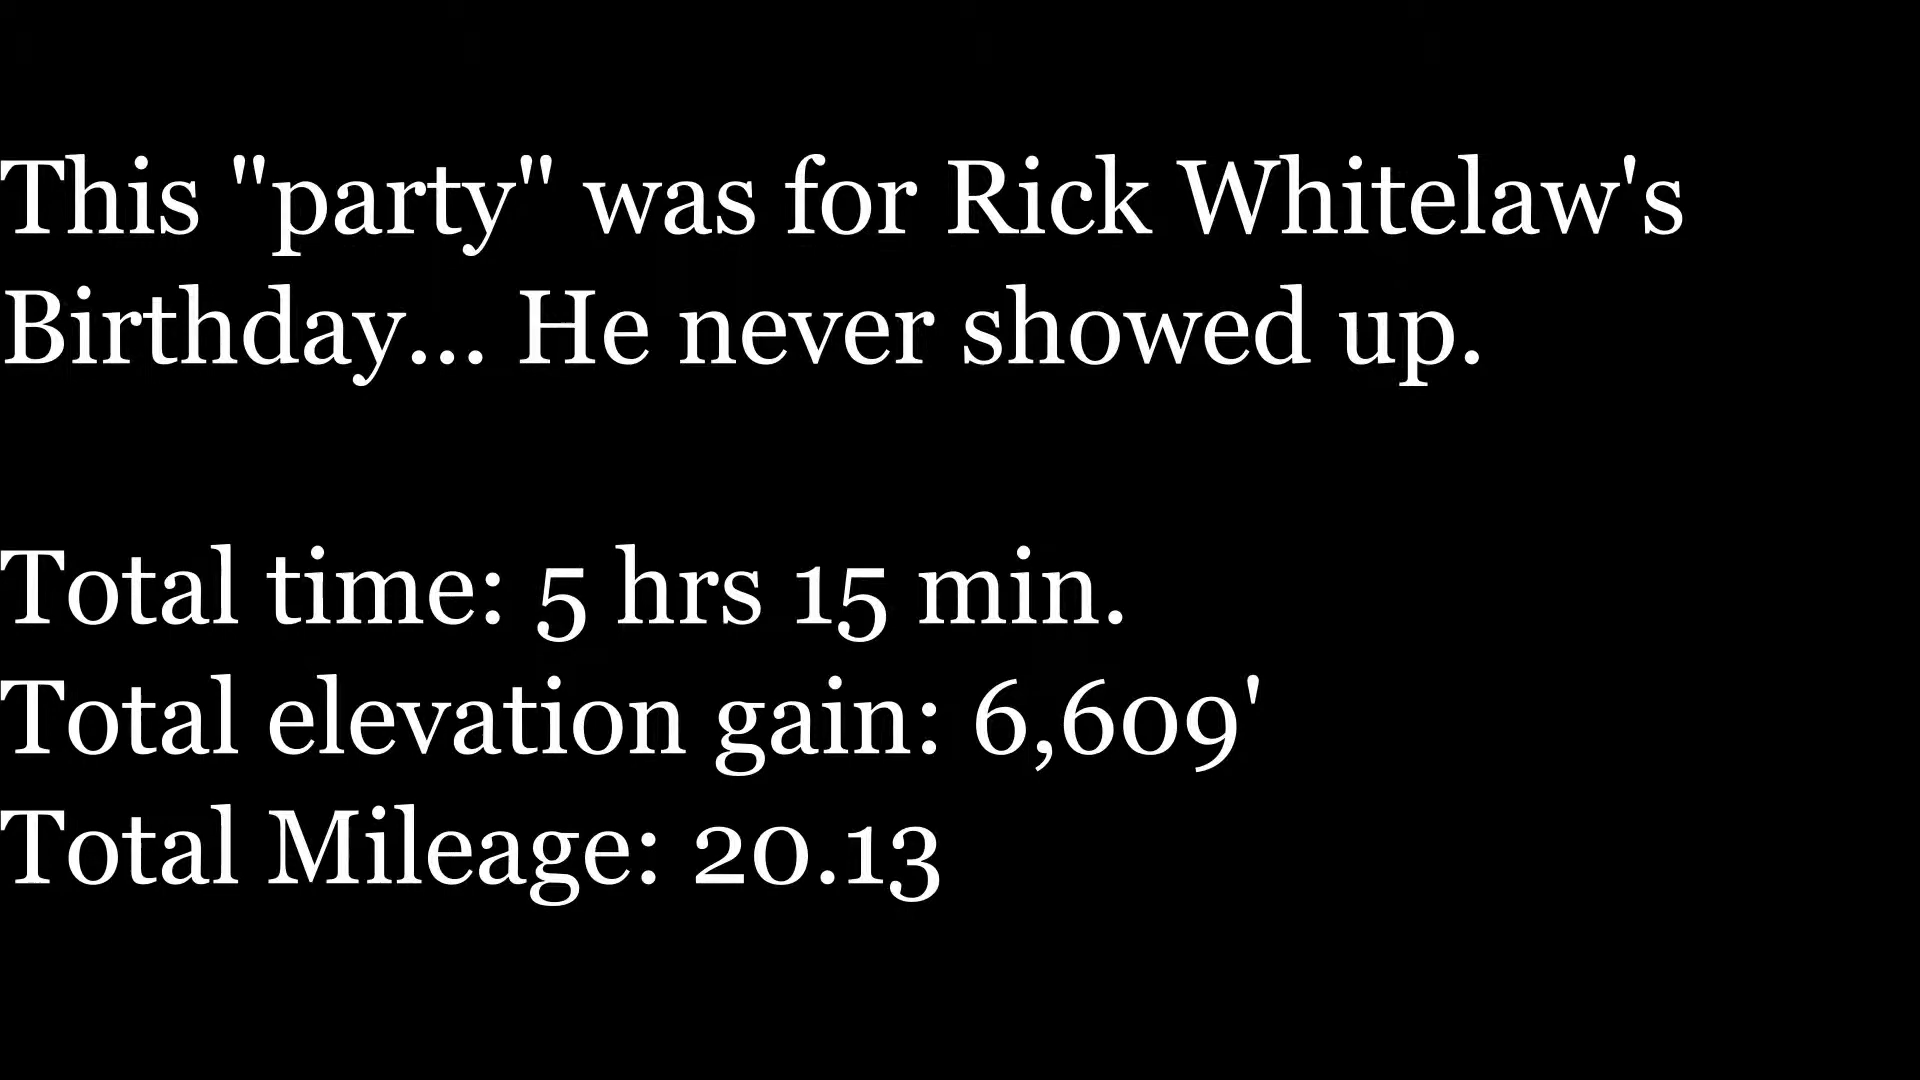 This "party" was for Rick Whitelaw's
Birthday... He never showed up.
Total time: 5 hrs 15 min.
Total elevation gain: 6,609'
Total Mileage: 20.13